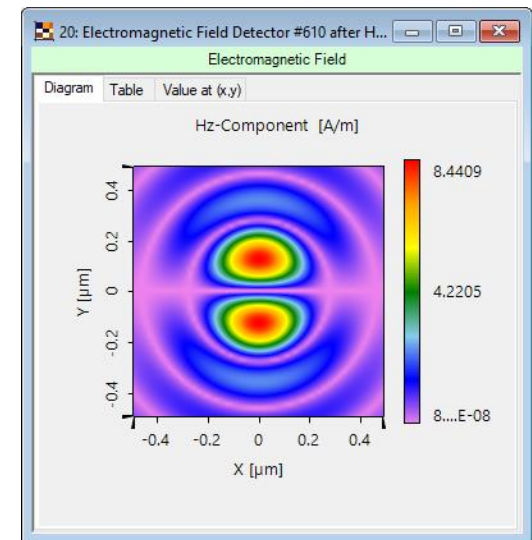 20: Electromagnetic Field Detector #610 after H...
Electromagnetic Field
Diagram Table Value at (x,y)
Hz-Component [A/m]
8.4409
4.2205
8....E-08
Y [µm]
0.4
0.2
0
-0.2
-0.4
-0.4 -0.2 0 0.2 0.4
X [µm]